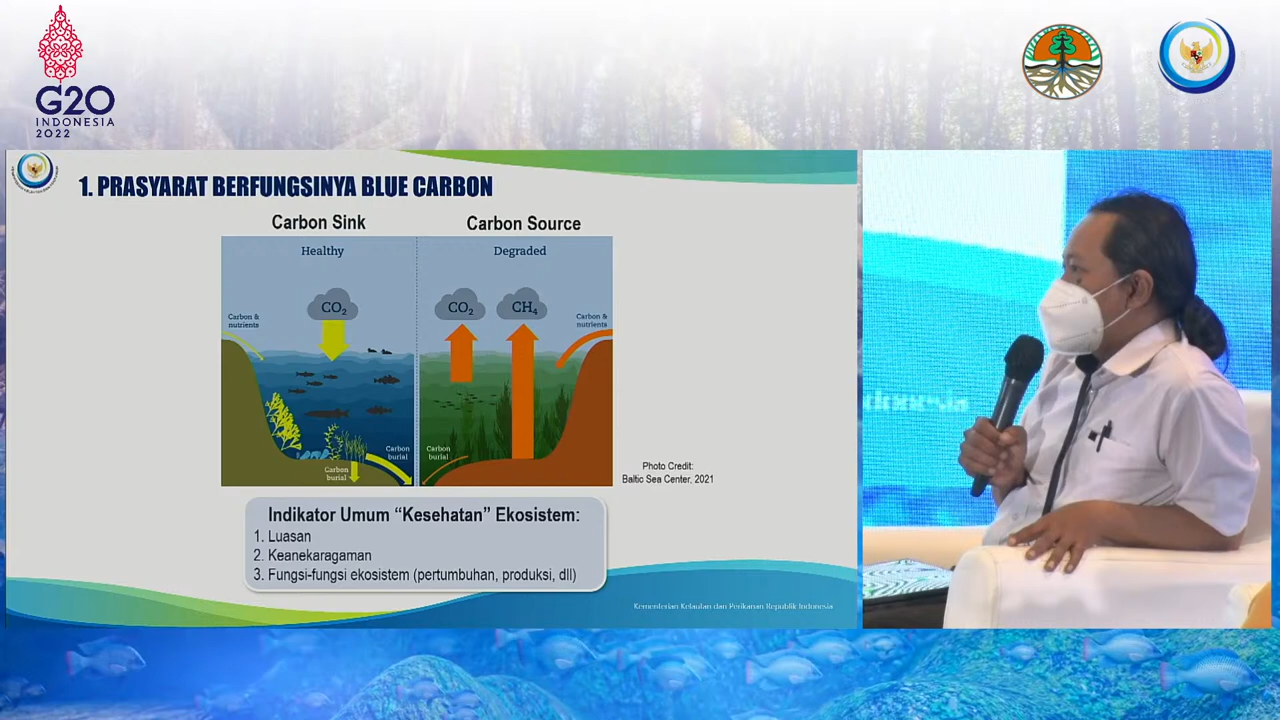 G20
INDONESIA
2022
1. PRASYARAT BERFUNGSINYA BLUE CARBON
Carbon Sink
Carbon Source
Healthy
Degraded
CO₂
CO₂
CH₄
Carbon &
nutrients
Carbon &
nutrients
Carbon
burial
Carbon
burial
Carbon
burial
Photo Credit:
Baltic Sea Center, 2021
Indikator Umum “Kesehatan” Ekosistem:
1. Luasan
2. Keanekaragaman
3. Fungsi-fungsi ekosistem (pertumbuhan, produksi, dll)
Kementerian Kelautan dan Perikanan Republik Indonesia